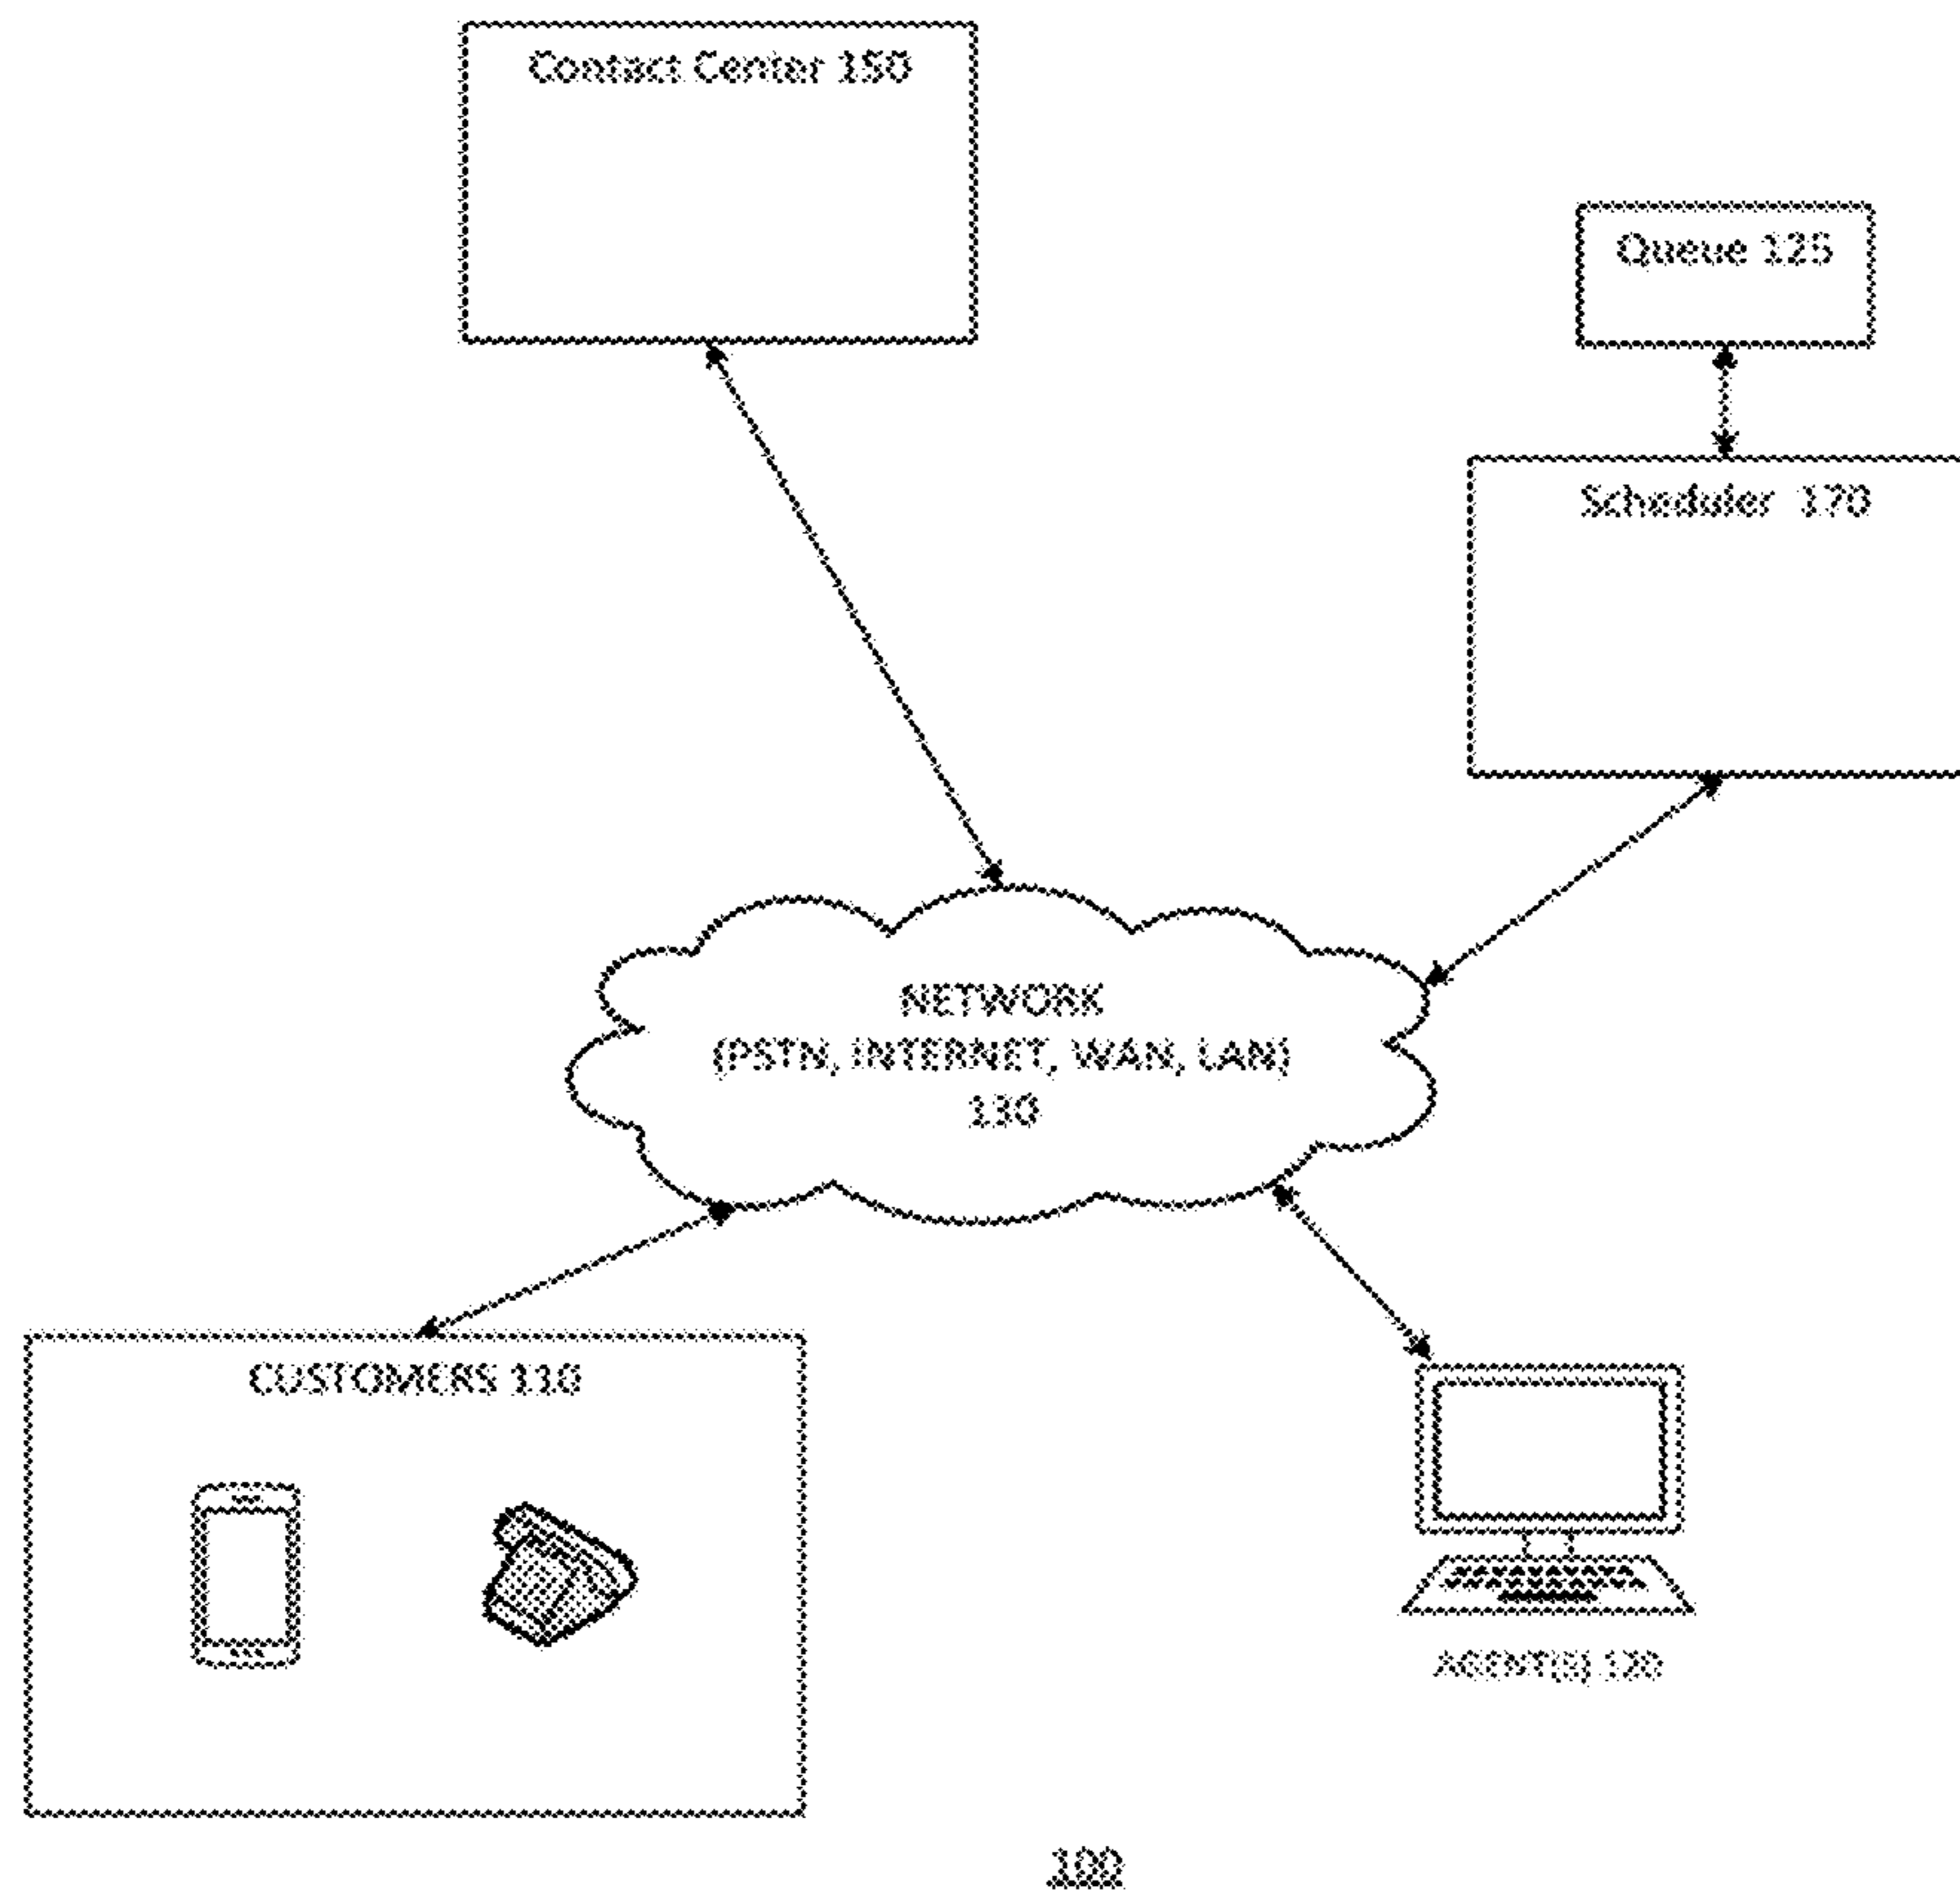 Contact Center 150
Queue 125
Scheduler 170
NETWORK
(PSTN, INTERNET, WAN, LAN)
130
CUSTOMERS 110
AGENT(S) 120
100